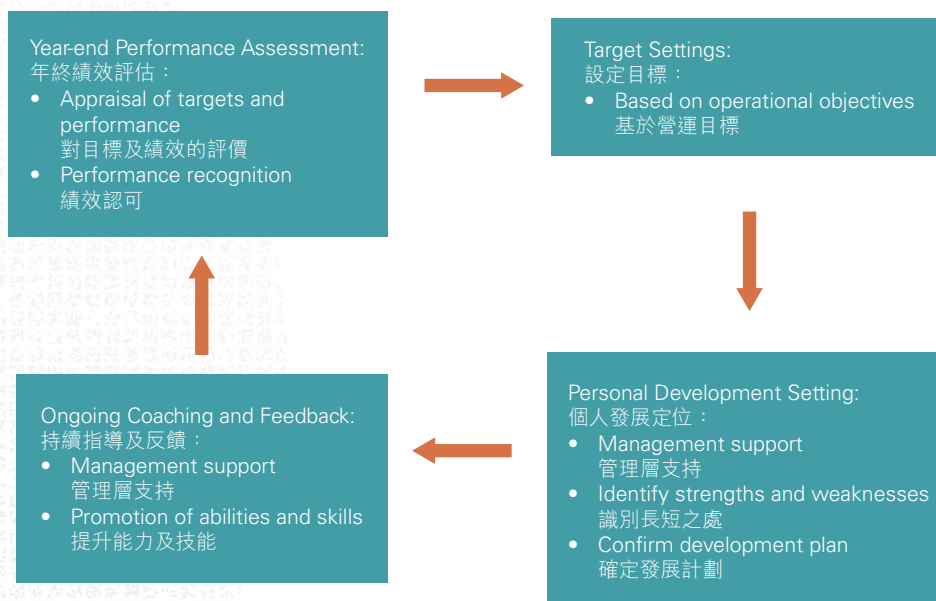 Year-end Performance Assessment:
年終績效評估：
• Appraisal of targets and
performance
對目標及績效的評價
• Performance recognition
績效認可
Target Settings:
設定目標：
• Based on operational objectives
基於營運目標
Personal Development Setting:
個人發展定位：
• Management support
管理層支持
• Identify strengths and weaknesses
識別長短之處
• Confirm development plan
確定發展計劃
Ongoing Coaching and Feedback:
持續指導及反饋：
• Management support
管理層支持
• Promotion of abilities and skills
提升能力及技能